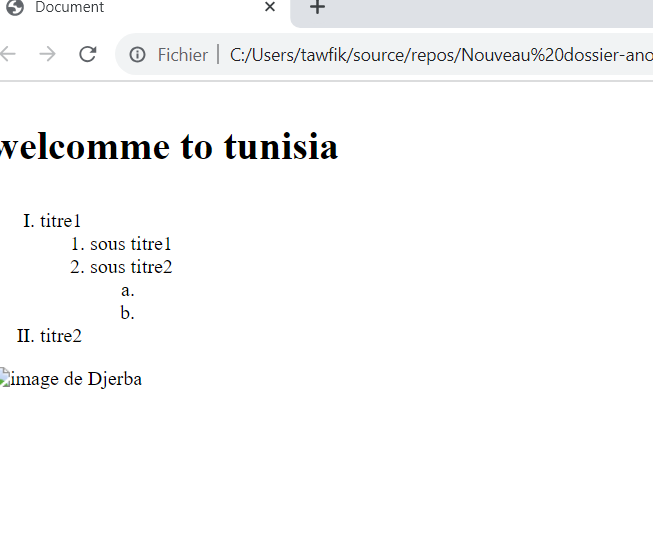 Document
Fichier | C:/Users/tawfik/source/repos/Nouveau%20dossier-ano
welcomme to tunisia
I. titre1
1. sous titre1
2. sous titre2
a.
b.
II. titre2
image de Djerba